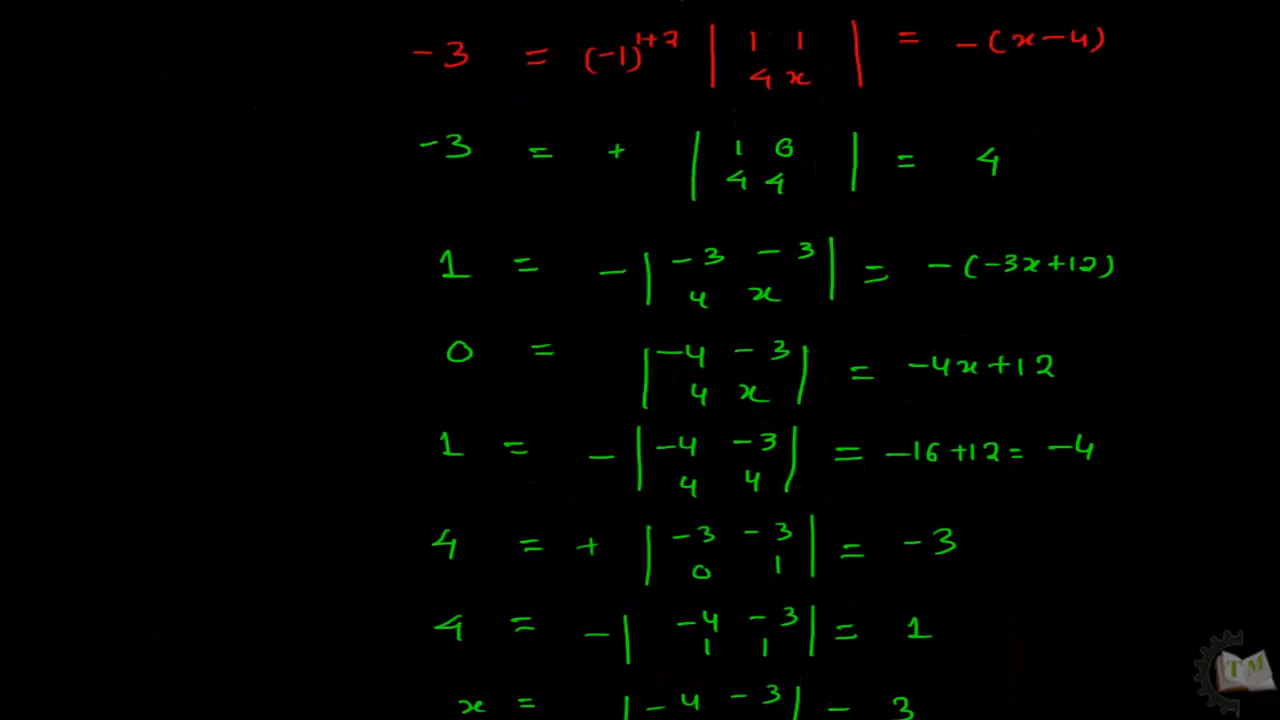 -3 = (-1)^{1+2} | 1 1 ; 4 x | = -(x-4)
-3 = + | 1 0 ; 4 4 | = 4
1 = - | -3 -3 ; 4 x | = -(-3x+12)
0 = | -4 -3 ; 4 x | = -4x+12
1 = - | -4 -3 ; 4 4 | = -16+12 = -4
4 = + | -3 -3 ; 0 1 | = -3
4 = - | -4 -3 ; 1 1 | = 1
x = | -4 -3 | - 3
TM